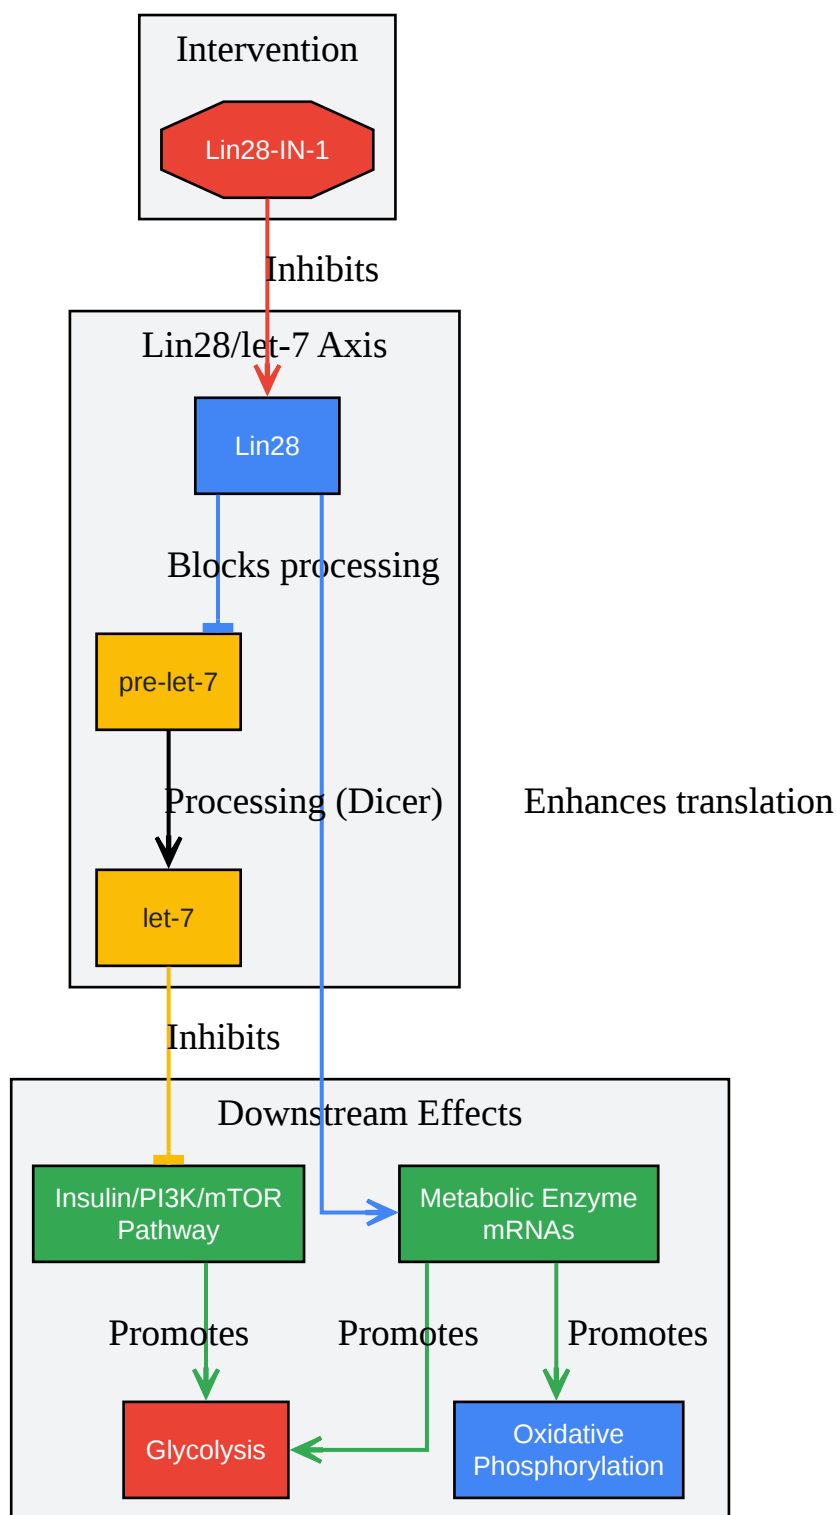 Intervention
Lin28-IN-1
Inhibits
Lin28/let-7 Axis
Lin28
Blocks processing
pre-let-7
Processing (Dicer)
Enhances translation
let-7
Inhibits
Downstream Effects
Insulin/PI3K/mTOR
Pathway
Metabolic Enzyme
mRNAs
Promotes
Promotes
Promotes
Glycolysis
Oxidative
Phosphorylation